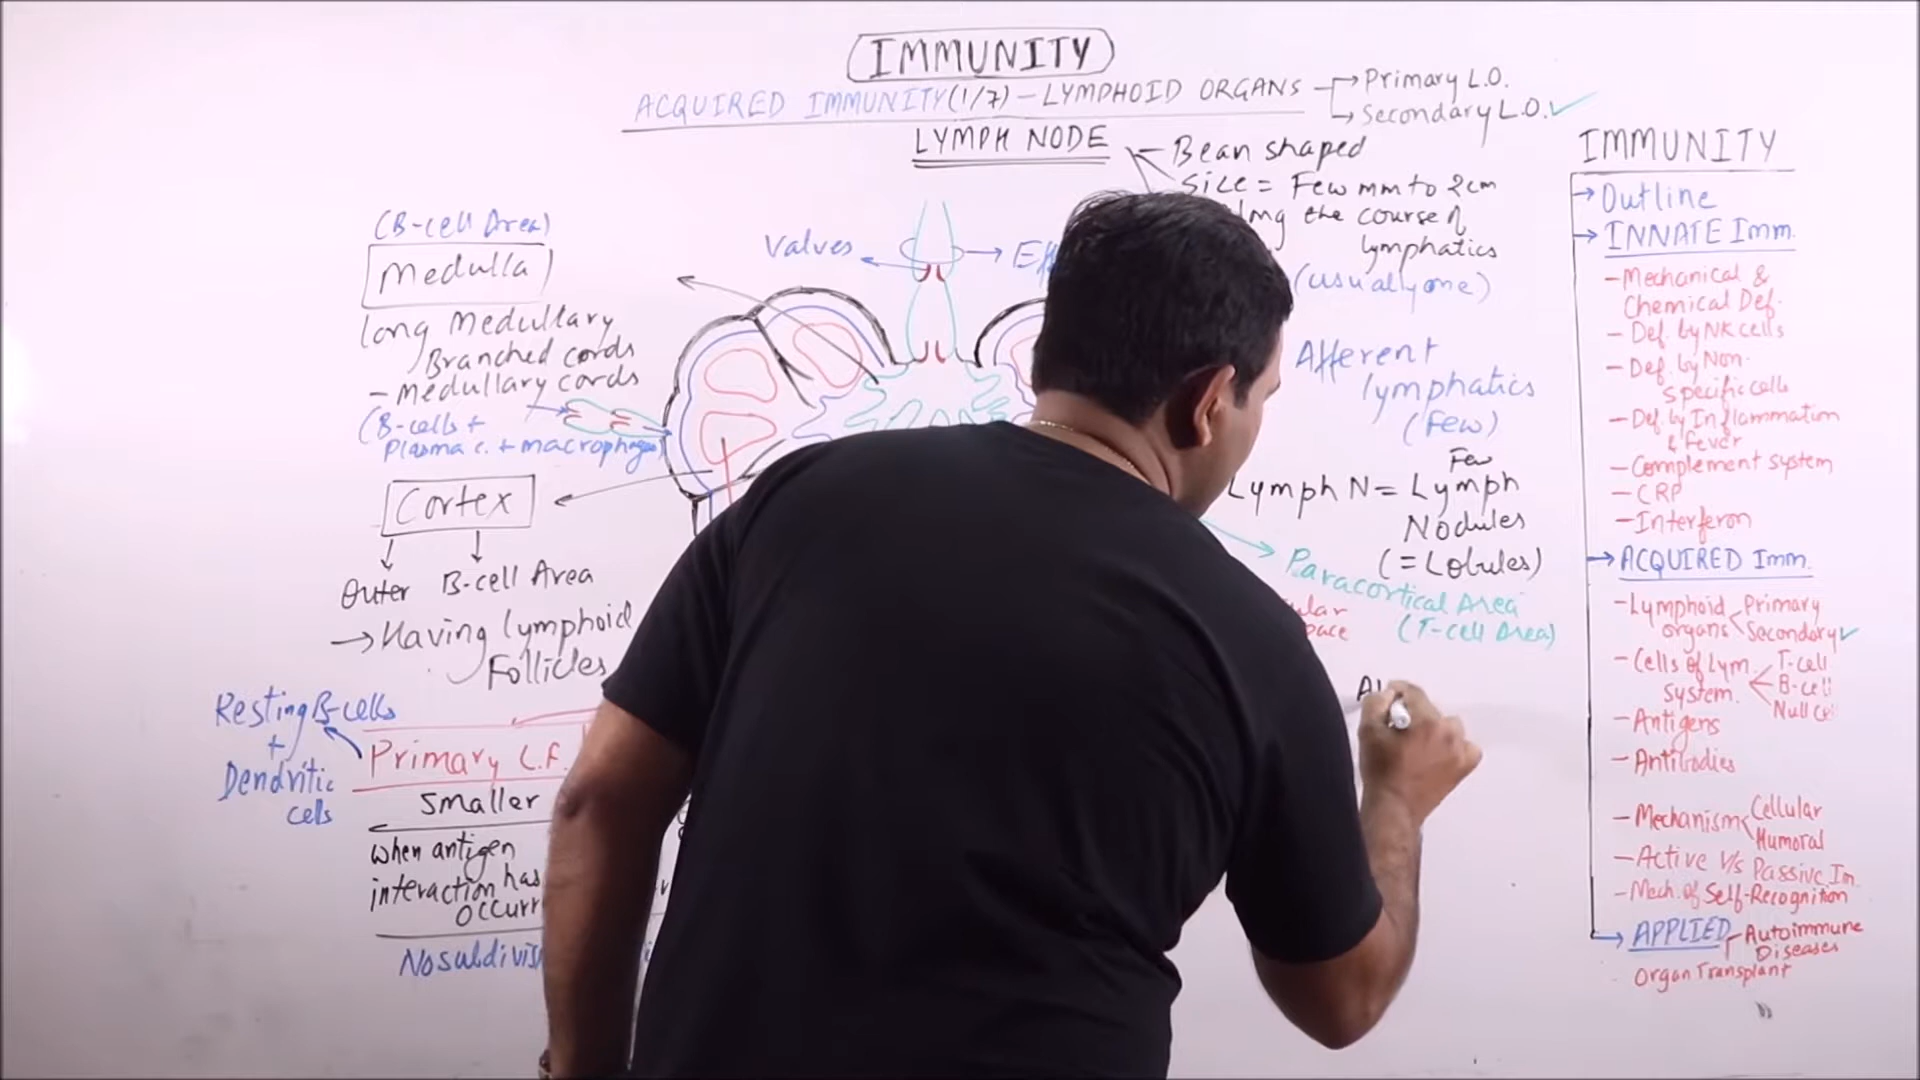 IMMUNITY
ACQUIRED IMMUNITY(1/7) – LYMPHOID ORGANS
Primary L.O.
Secondary L.O.
LYMPH NODE
Bean shaped
Size = Few mm to 2cm
the course of
lymphatics
(usually one)
Valves
(B-cell Area)
Medulla
long Medullary
Branched cords
– Medullary cords
(B-cells +
Plasma c. + macrophages)
Cortex
Outer B-cell Area
Having lymphoid
Follicles
Resting B-cells
+
Dendritic
cells
Primary L.F.
Smaller
when antigen
interaction has
Afferent
lymphatics
(Few)
Few
Lymph N = Lymph
Nodules
(= Lobules)
Paracortical Area
(T-cell Area)
IMMUNITY
Outline
INNATE Imm.
– Mechanical &
Chemical Def.
– Def. by NK cells
– Def. by Non-
specific cells
– Def. by Inflammation
& fever
– Complement system
– CRP
– Interferon
ACQUIRED Imm.
– Lymphoid organs Primary
Secondary
– Cells of Lym. system. T-cell
B-cell
Null
– Antigens
– Antibodies
– Mechanism Cellular
Humoral
– Active V/s Passive Im
– Mech. of Self-Recognition
APPLIED Autoimmune
Diseases
Organ Transplant